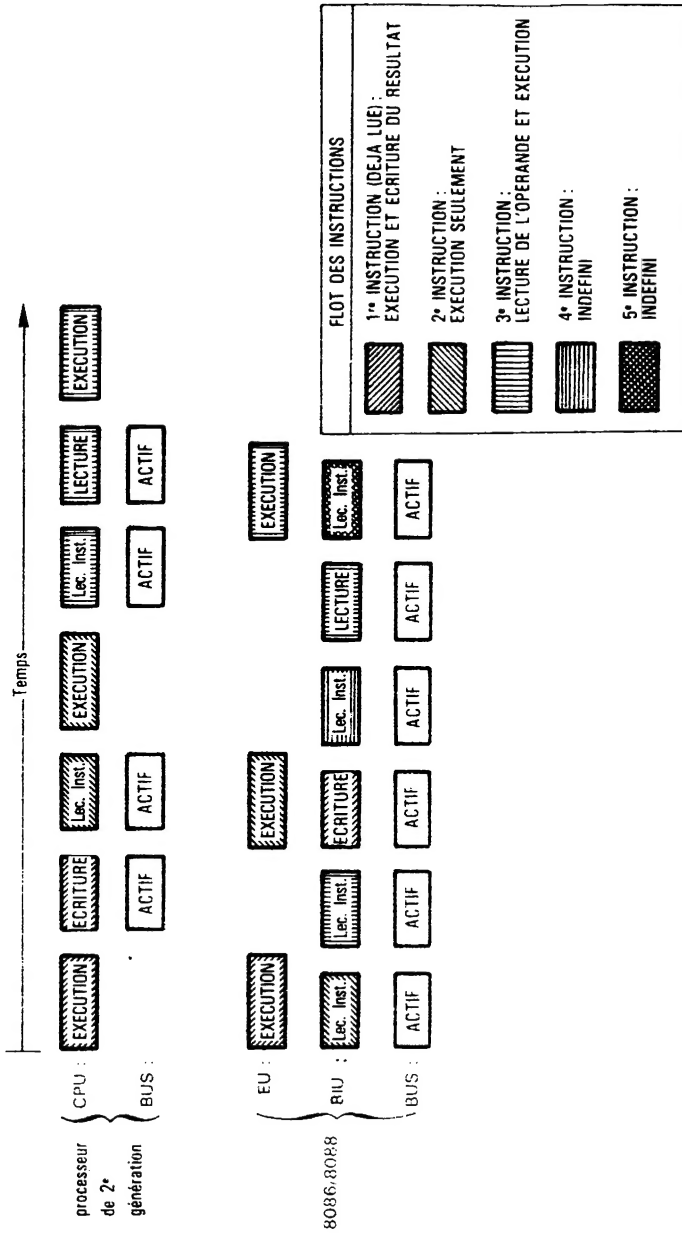 Temps
processeur
de 2e
génération
CPU :
EXECUTION
ECRITURE
Lec. Inst.
EXECUTION
Lec. Inst.
LECTURE
EXECUTION
BUS :
ACTIF
ACTIF
ACTIF
ACTIF
8086/8088
EU :
EXECUTION
EXECUTION
EXECUTION
BIU :
Lec. Inst.
Lec. Inst.
ECRITURE
Lec. Inst.
LECTURE
Lec. Inst.
BUS :
ACTIF
ACTIF
ACTIF
ACTIF
ACTIF
ACTIF
FLOT DES INSTRUCTIONS
1re INSTRUCTION (DEJA LUE) :
EXECUTION ET ECRITURE DU RESULTAT
2e INSTRUCTION :
EXECUTION SEULEMENT
3e INSTRUCTION :
LECTURE DE L'OPERANDE ET EXECUTION
4e INSTRUCTION :
INDEFINI
5e INSTRUCTION :
INDEFINI